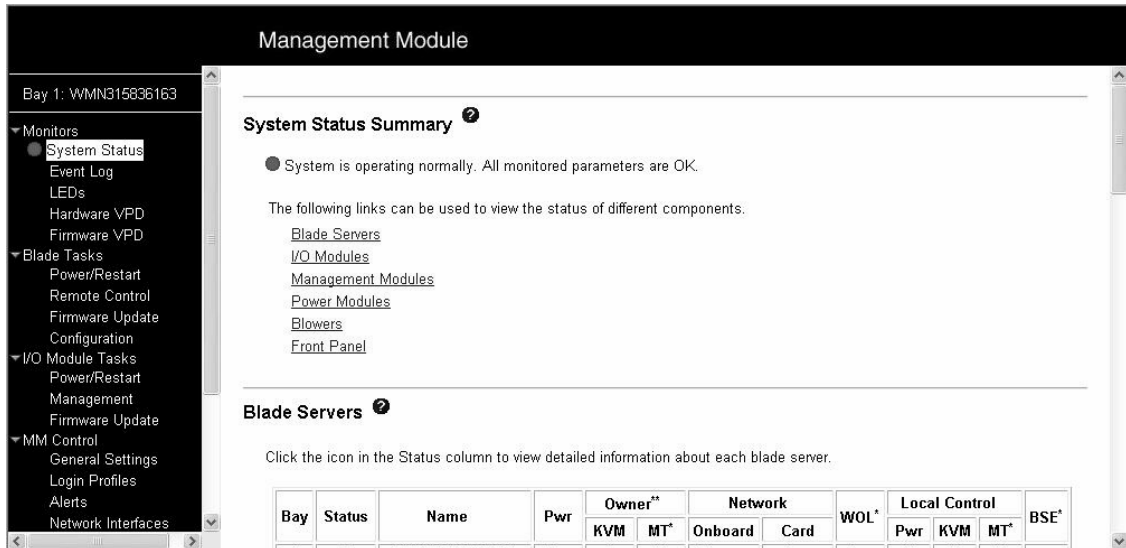 Management Module
Bay 1: WMN315836163
Monitors
System Status
Event Log
LEDs
Hardware VPD
Firmware VPD
Blade Tasks
Power/Restart
Remote Control
Firmware Update
Configuration
I/O Module Tasks
Power/Restart
Management
Firmware Update
MM Control
General Settings
Login Profiles
Alerts
Network Interfaces
System Status Summary ?
System is operating normally. All monitored parameters are OK.
The following links can be used to view the status of different components.
Blade Servers
I/O Modules
Management Modules
Power Modules
Blowers
Front Panel
Blade Servers ?
Click the icon in the Status column to view detailed information about each blade server.
Bay Status Name Pwr Owner** Network WOL* Local Control BSE*
KVM MT* Onboard Card Pwr KVM MT*